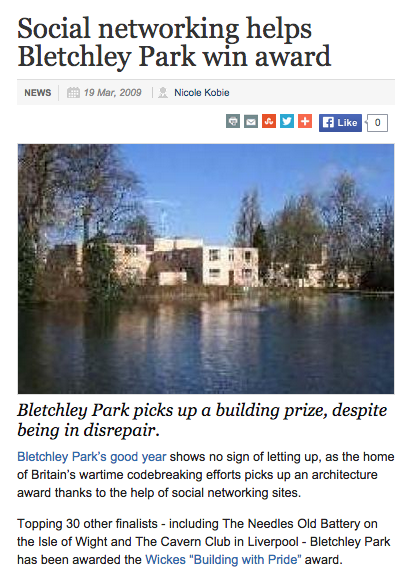 Social networking helps
Bletchley Park win award
NEWS 19 Mar, 2009 Nicole Kobie
Like 0
Bletchley Park picks up a building prize, despite
being in disrepair.
Bletchley Park's good year shows no sign of letting up, as the home
of Britain's wartime codebreaking efforts picks up an architecture
award thanks to the help of social networking sites.
Topping 30 other finalists - including The Needles Old Battery on
the Isle of Wight and The Cavern Club in Liverpool - Bletchley Park
has been awarded the Wickes “Building with Pride” award.